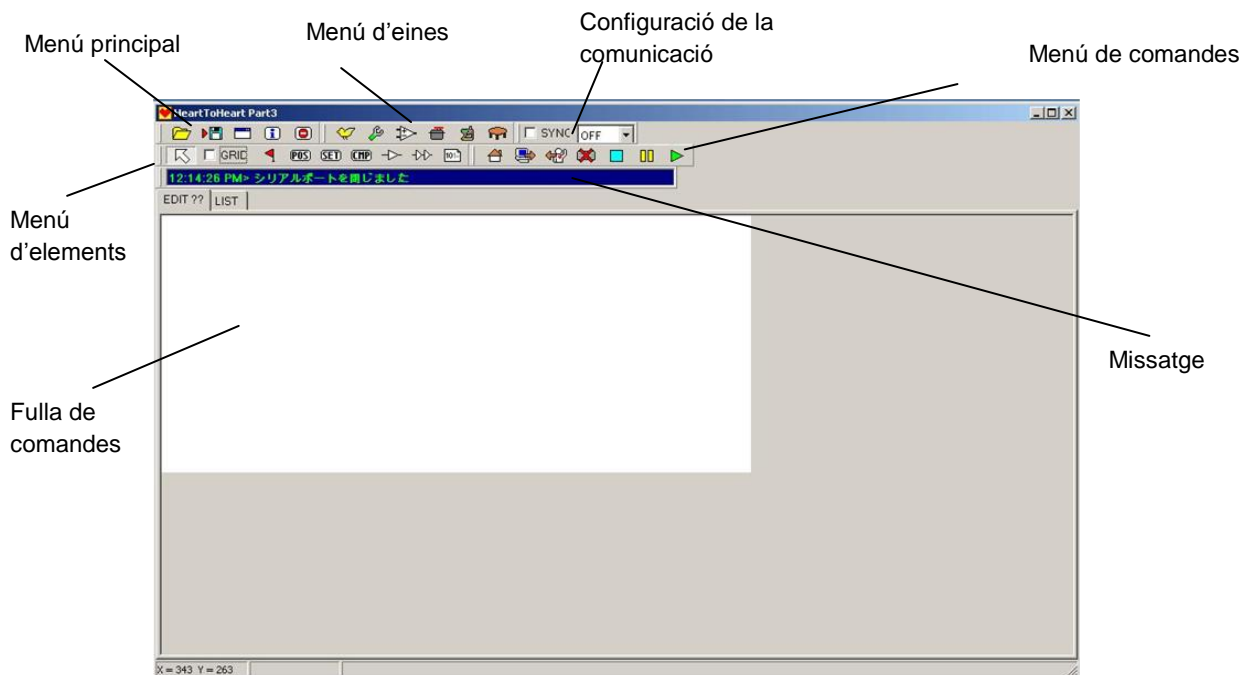 Menú principal
Menú d’eines
Configuració de la
comunicació
Menú de comandes
HeartToHeart Part3
SYNC OFF
GRID POS SET CMP 101
12:14:26 PM> シリアルポートを閉じました
EDIT ?? LIST
Menú
d’elements
Missatge
Fulla de
comandes
X = 343 Y = 263